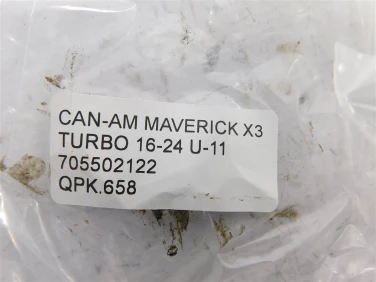 CAN-AM MAVERICK X3
TURBO 16-24 U-11
705502122
QPK.658